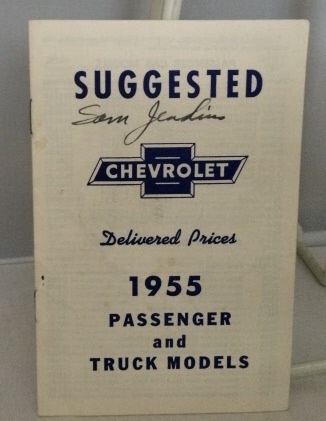 SUGGESTED
Sam Jenkins
CHEVROLET
Delivered Prices
1955
PASSENGER
and
TRUCK MODELS